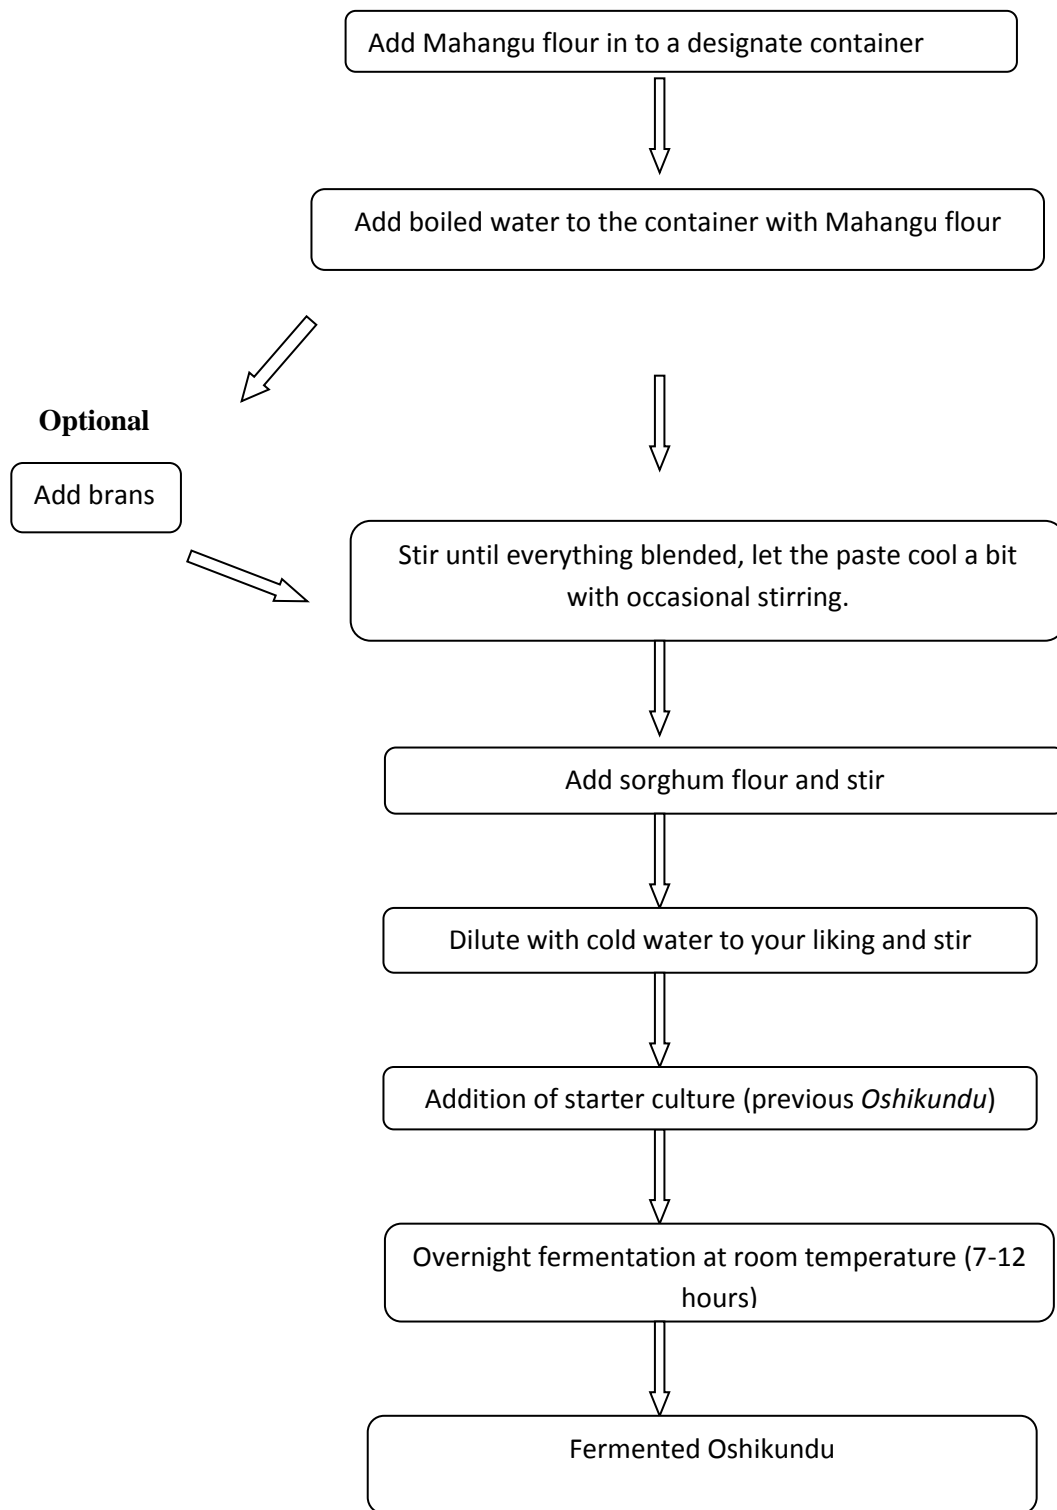 Add Mahangu flour in to a designate container
Add boiled water to the container with Mahangu flour
Optional
Add brans
Stir until everything blended, let the paste cool a bit
with occasional stirring.
Add sorghum flour and stir
Dilute with cold water to your liking and stir
Addition of starter culture (previous Oshikundu)
Overnight fermentation at room temperature (7-12
hours)
Fermented Oshikundu